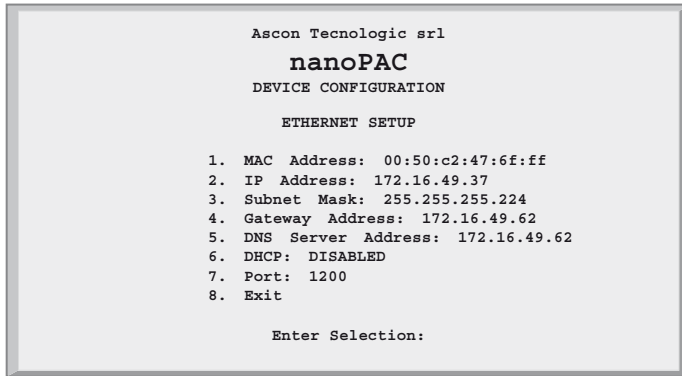 Ascon Tecnologic srl
nanoPAC
DEVICE CONFIGURATION
ETHERNET SETUP
1. MAC Address: 00:50:c2:47:6f:ff
2. IP Address: 172.16.49.37
3. Subnet Mask: 255.255.255.224
4. Gateway Address: 172.16.49.62
5. DNS Server Address: 172.16.49.62
6. DHCP: DISABLED
7. Port: 1200
8. Exit
Enter Selection: